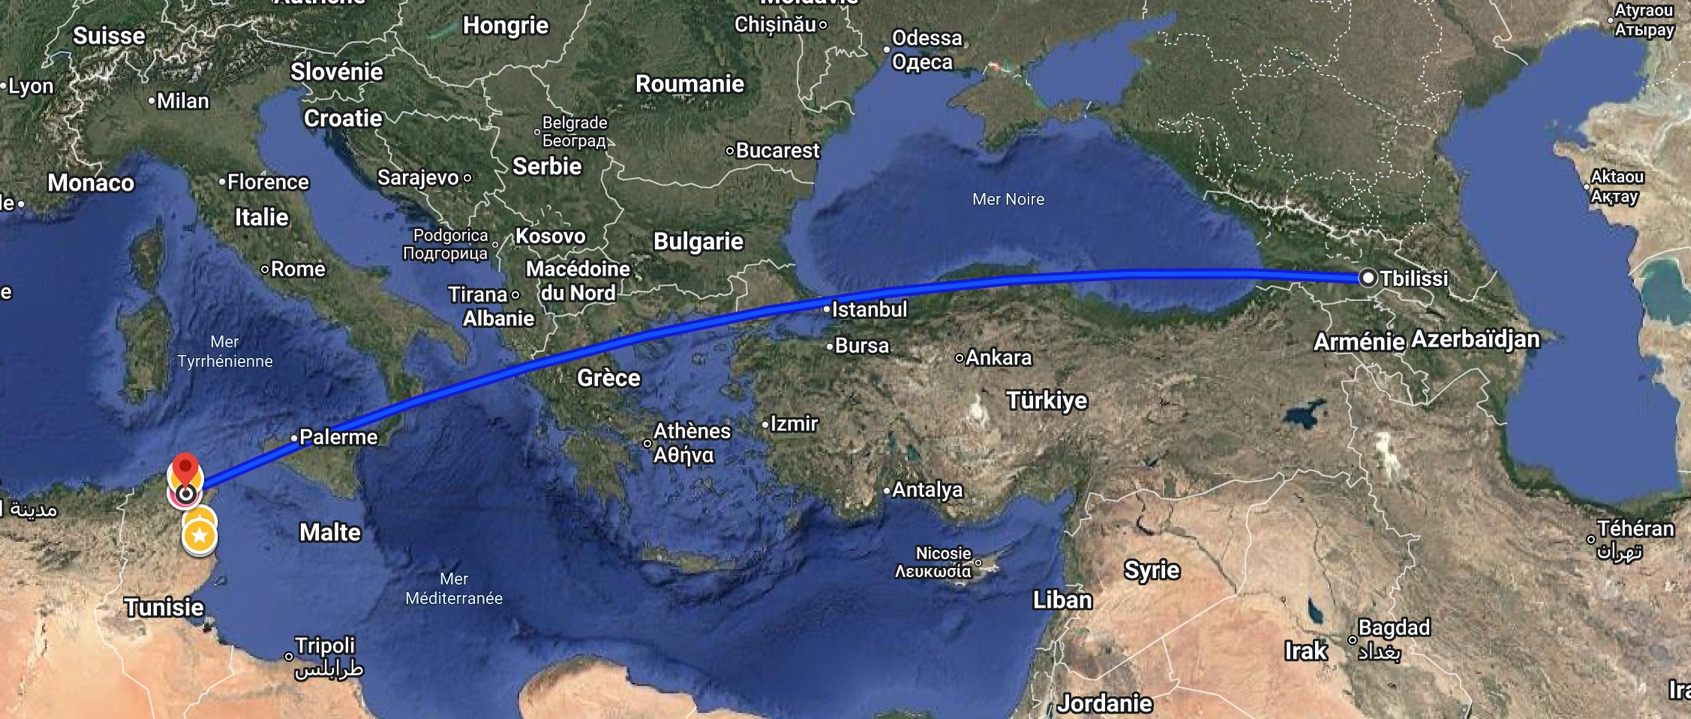 Moldavie
Hongrie
Chișinău
Atyraou
Атырау
Suisse
Odessa
Одеса
Slovénie
Roumanie
Lyon
Milan
Croatie
Belgrade
Београд
Bucarest
Serbie
Monaco
Florence
Sarajevo
Aktaou
Ақтау
Mer Noire
Italie
Podgorica
Подгорица
Kosovo
Bulgarie
Rome
Macédoine
du Nord
Tbilissi
Tirana
Albanie
Istanbul
Mer
Tyrrhénienne
Bursa
Arménie
Azerbaïdjan
Ankara
Grèce
Türkiye
Palerme
Athènes
Αθήνα
Izmir
Antalya
مدينة
Malte
Téhéran
تهران
Nicosie
Λευκωσία
Syrie
Mer
Méditerranée
Tunisie
Liban
Tripoli
طرابلس
Bagdad
بغداد
Irak
Jordanie